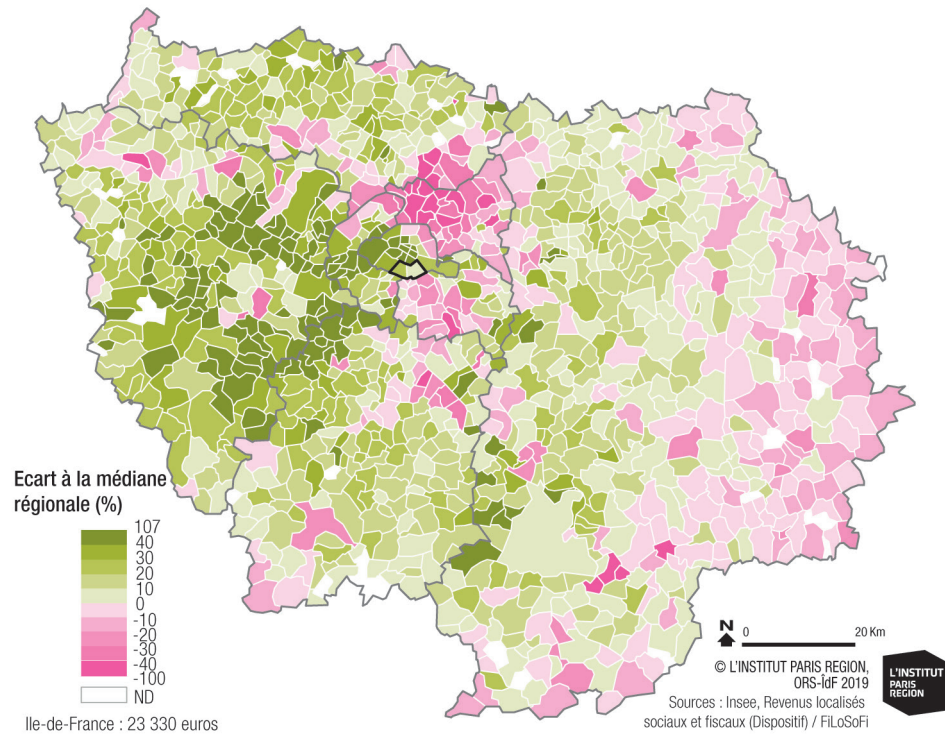 Ecart à la médiane
régionale (%)
107
40
30
20
10
0
-10
-20
-30
-40
-100
ND
Ile-de-France : 23 330 euros
N
0
20 Km
© L'INSTITUT PARIS REGION,
ORS-ÎdF 2019
Sources : Insee, Revenus localisés
sociaux et fiscaux (Dispositif) / FiLoSoFi
L'INSTITUT
PARIS
REGION